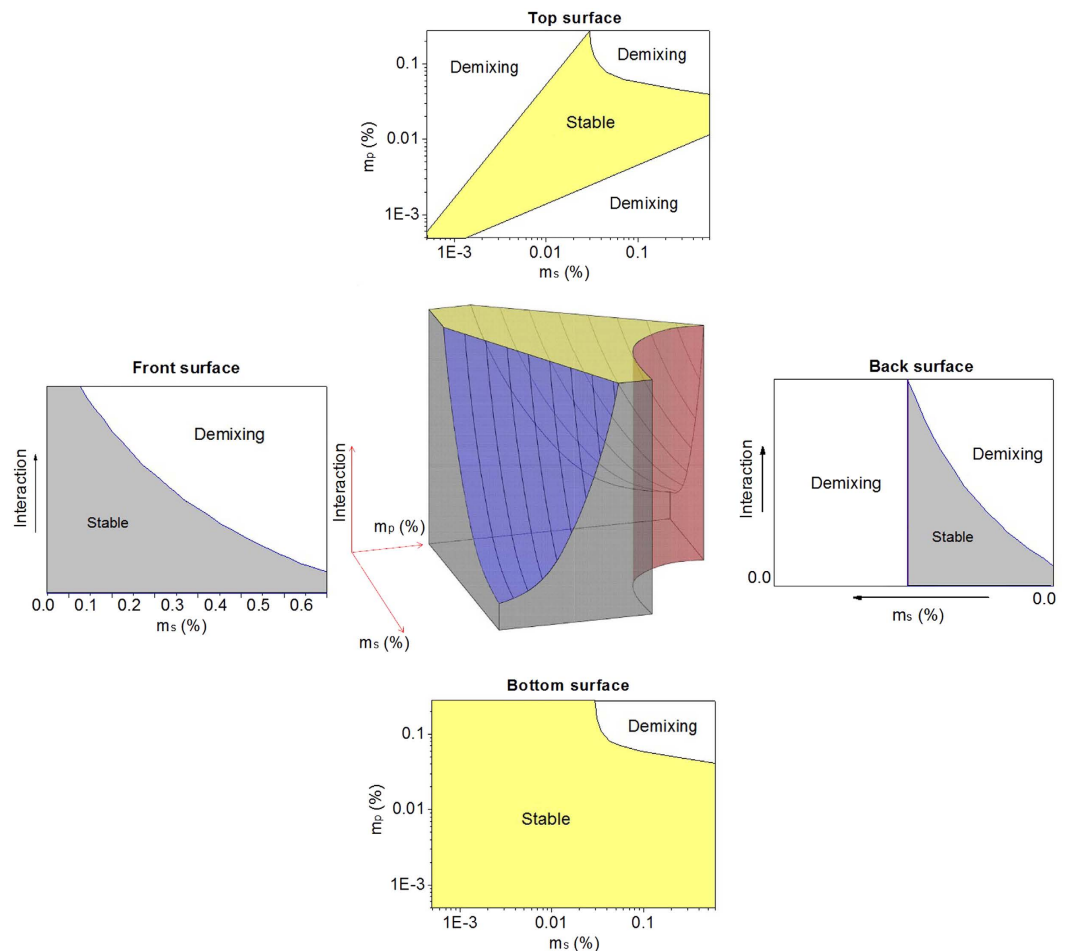 Top surface
Demixing
Demixing
Stable
Demixing
0.1
0.01
1E-3
mp (%)
1E-3
0.01
0.1
ms (%)
Front surface
Demixing
Stable
Interaction
0.0
0.1
0.2
0.3
0.4
0.5
0.6
ms (%)
Interaction
mp (%)
ms (%)
Back surface
Demixing
Demixing
Stable
Interaction
0.0
0.0
ms (%)
Bottom surface
Demixing
Stable
0.1
0.01
1E-3
mp (%)
1E-3
0.01
0.1
ms (%)